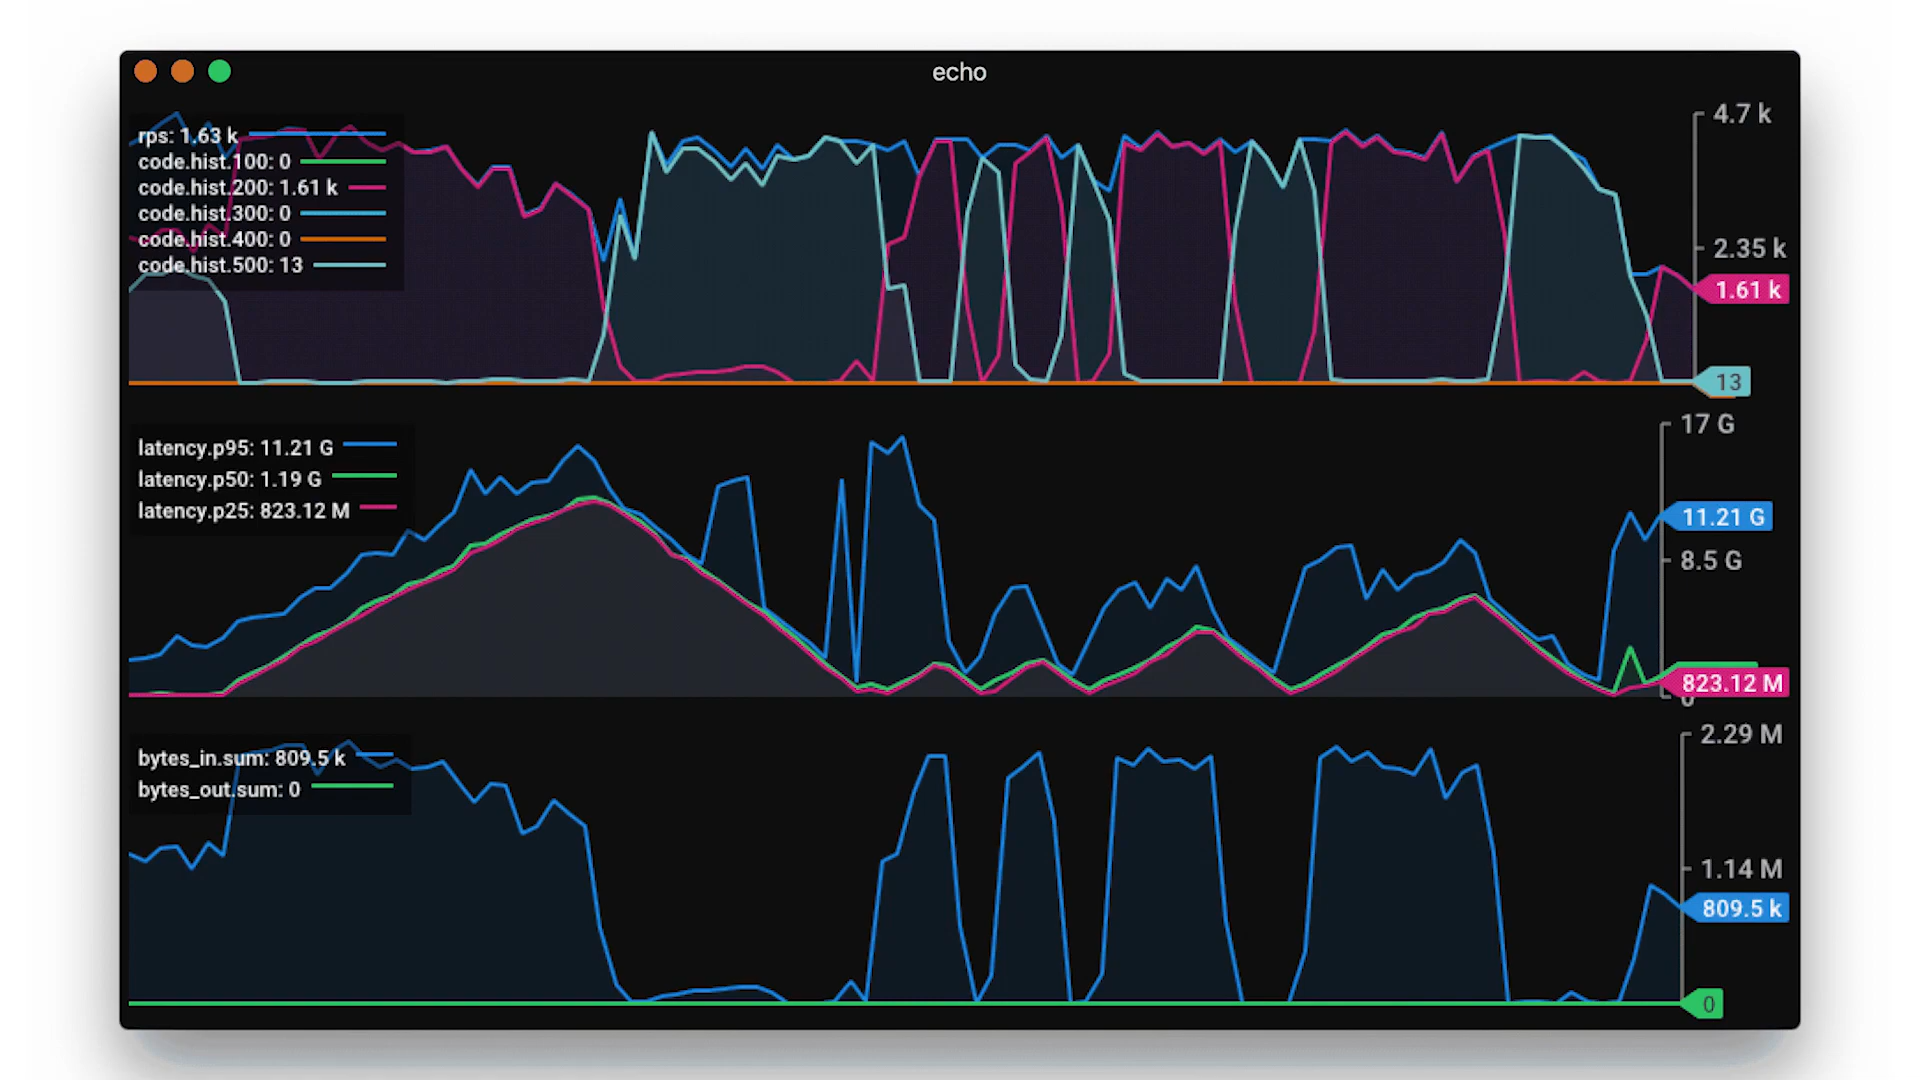 echo
rps: 1.63 k
code.hist.100: 0
code.hist.200: 1.61 k
code.hist.300: 0
code.hist.400: 0
code.hist.500: 13
4.7 k
2.35 k
1.61 k
13
latency.p95: 11.21 G
latency.p50: 1.19 G
latency.p25: 823.12 M
17 G
11.21 G
8.5 G
823.12 M
0
bytes_in.sum: 809.5 k
bytes_out.sum: 0
2.29 M
1.14 M
809.5 k
0